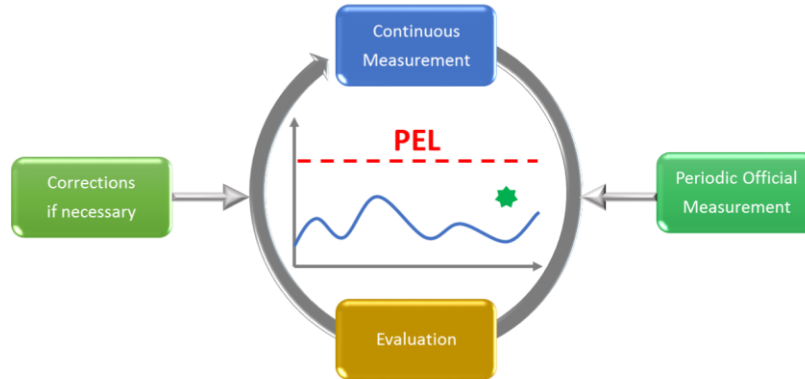 Continuous
Measurement
PEL
Corrections
if necessary
Periodic Official
Measurement
Evaluation